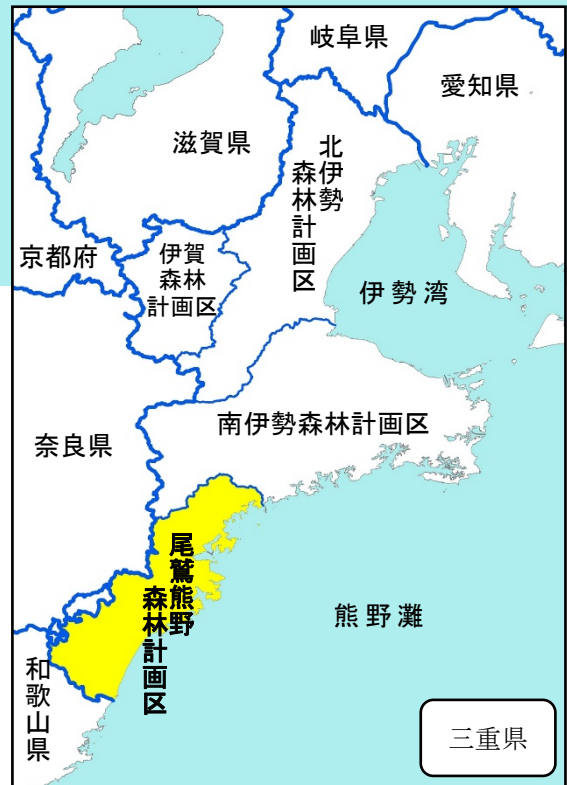 岐阜県
愛知県
滋賀県
北伊勢
森林計画区
京都府
伊賀
森林
計画区
伊勢湾
南伊勢森林計画区
奈良県
尾鷲熊野
森林計画区
熊野灘
和歌山県
三重県